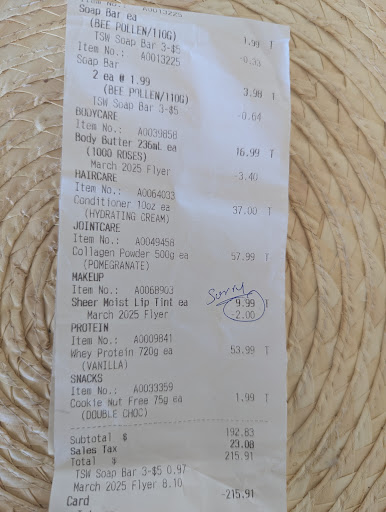 A0013225
Soap Bar ea
(BEE POLLEN/110G) 1.99 T
TSW Soap Bar 3-$5 -0.33
Item No.: A0013225
Soap Bar
2 ea @ 1.99
(BEE POLLEN/110G) 3.98 T
TSW Soap Bar 3-$5 -0.64
BODYCARE
Item No.: A0039858
Body Butter 236mL ea 16.99 T
(1000 ROSES)
March 2025 Flyer -3.40
HAIRCARE
Item No.: A0064033
Conditioner 10oz ea 37.00 T
(HYDRATING CREAM)
JOINTCARE
Item No.: A0049458
Collagen Powder 500g ea 57.99 T
(POMEGRANATE)
MAKEUP
Item No.: A0068903
Sorry
Sheer Moist Lip Tint ea 9.99 T
March 2025 Flyer -2.00
PROTEIN
Item No.: A0009841
Whey Protein 720g ea 53.99 T
(VANILLA)
SNACKS
Item No.: A0033359
Cookie Nut Free 75g ea 1.99 T
(DOUBLE CHOC)
Subtotal $ 192.83
Sales Tax 23.08
Total $ 215.91
TSW Soap Bar 3-$5 0.97
March 2025 Flyer 8.10
Card -215.91